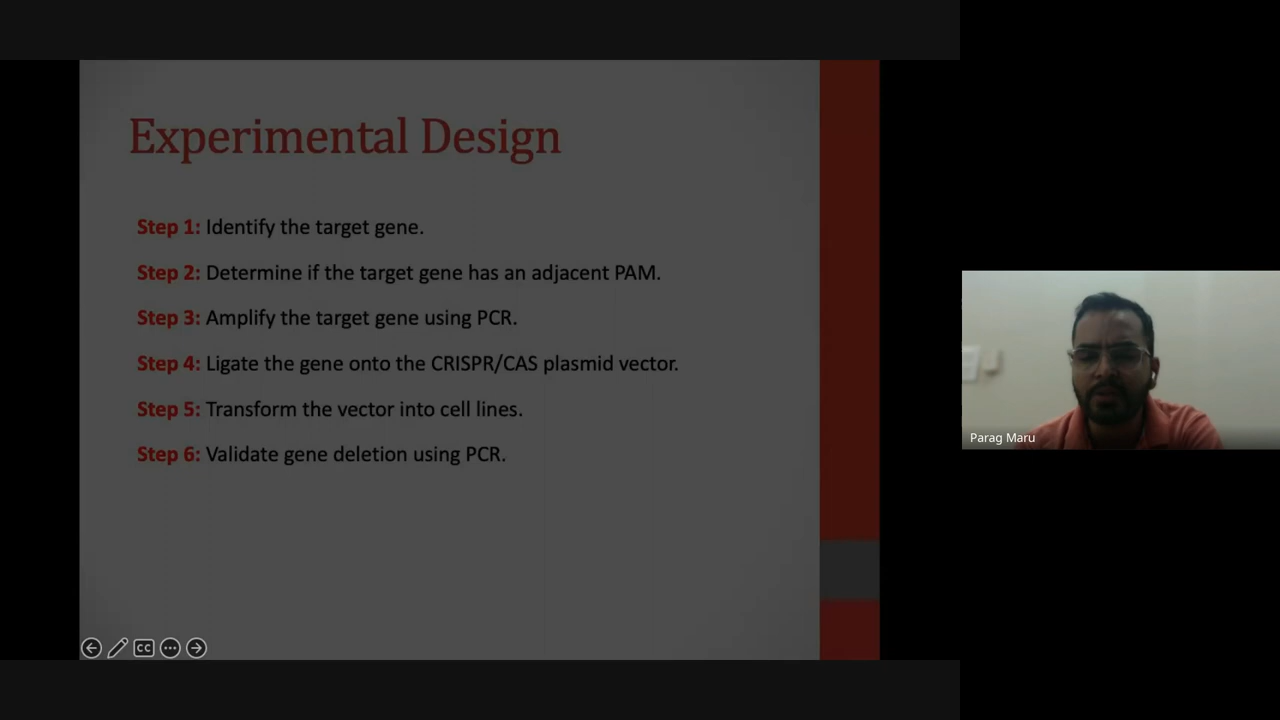 Experimental Design
Step 1: Identify the target gene.
Step 2: Determine if the target gene has an adjacent PAM.
Step 3: Amplify the target gene using PCR.
Step 4: Ligate the gene onto the CRISPR/CAS plasmid vector.
Step 5: Transform the vector into cell lines.
Step 6: Validate gene deletion using PCR.
Parag Maru
CC